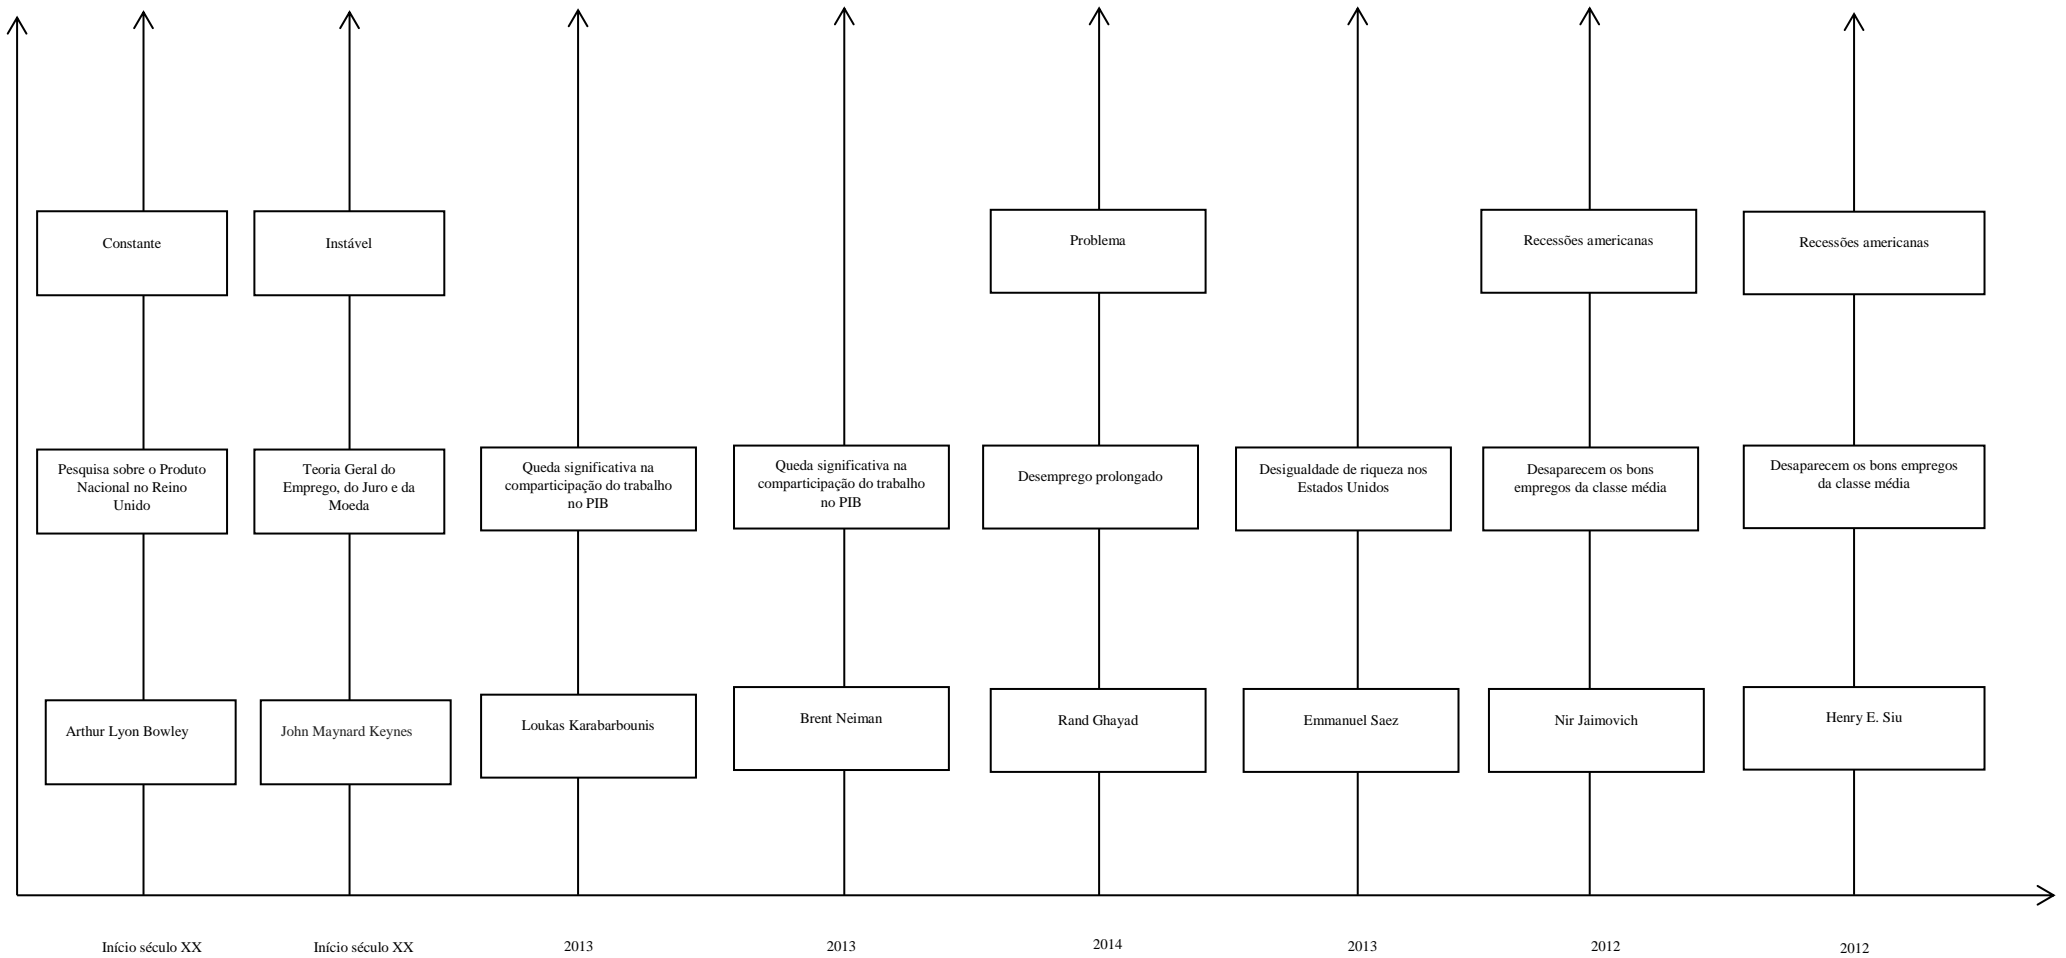 Constante
Instável
Problema
Recessões americanas
Recessões americanas
Pesquisa sobre o Produto
Nacional no Reino
Unido
Teoria Geral do
Emprego, do Juro e da
Moeda
Queda significativa na
comparticipação do trabalho
no PIB
Queda significativa na
comparticipação do trabalho
no PIB
Desemprego prolongado
Desigualdade de riqueza nos
Estados Unidos
Desaparecem os bons
empregos da classe média
Desaparecem os bons empregos
da classe média
Arthur Lyon Bowley
John Maynard Keynes
Loukas Karabarbounis
Brent Neiman
Rand Ghayad
Emmanuel Saez
Nir Jaimovich
Henry E. Siu
Início século XX
Início século XX
2013
2013
2014
2013
2012
2012